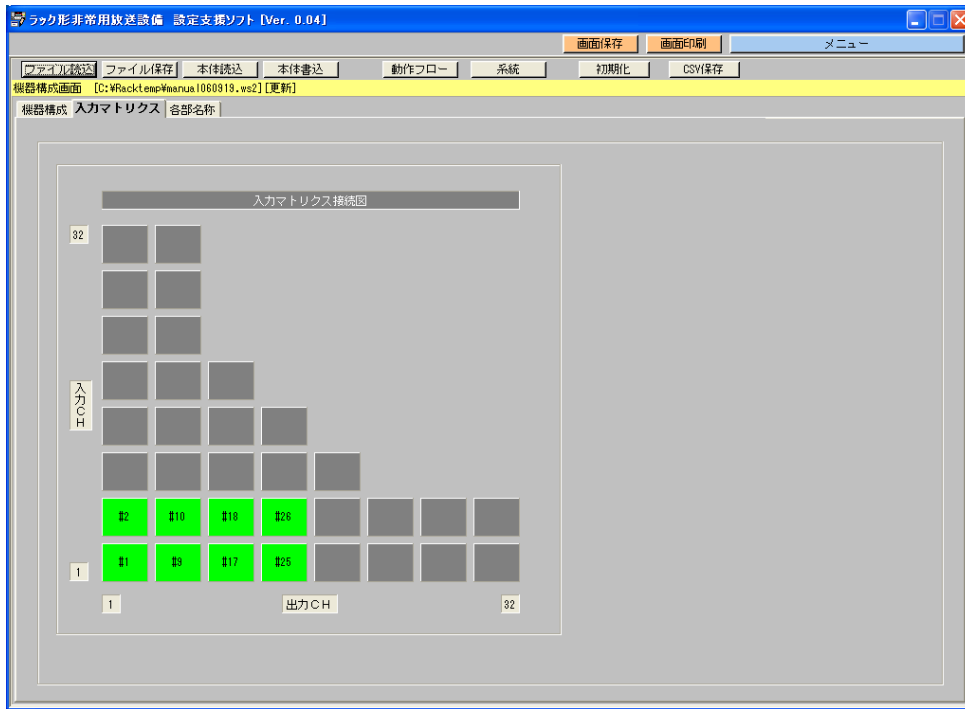 ラック形非常用放送設備 設定支援ソフト [Ver. 0.04]
画面保存 画面印刷 メニュー
ファイル読込 ファイル保存 本体読込 本体書込 動作フロー 系統 初期化 CSV保存
機器構成画面 [C:¥Racktemp¥manual060919.ws2][更新]
機器構成 入力マトリクス 各部名称
入力マトリクス接続図
32
入力CH
#2 #10 #18 #26
#1 #9 #17 #25
1
1 出力CH 32